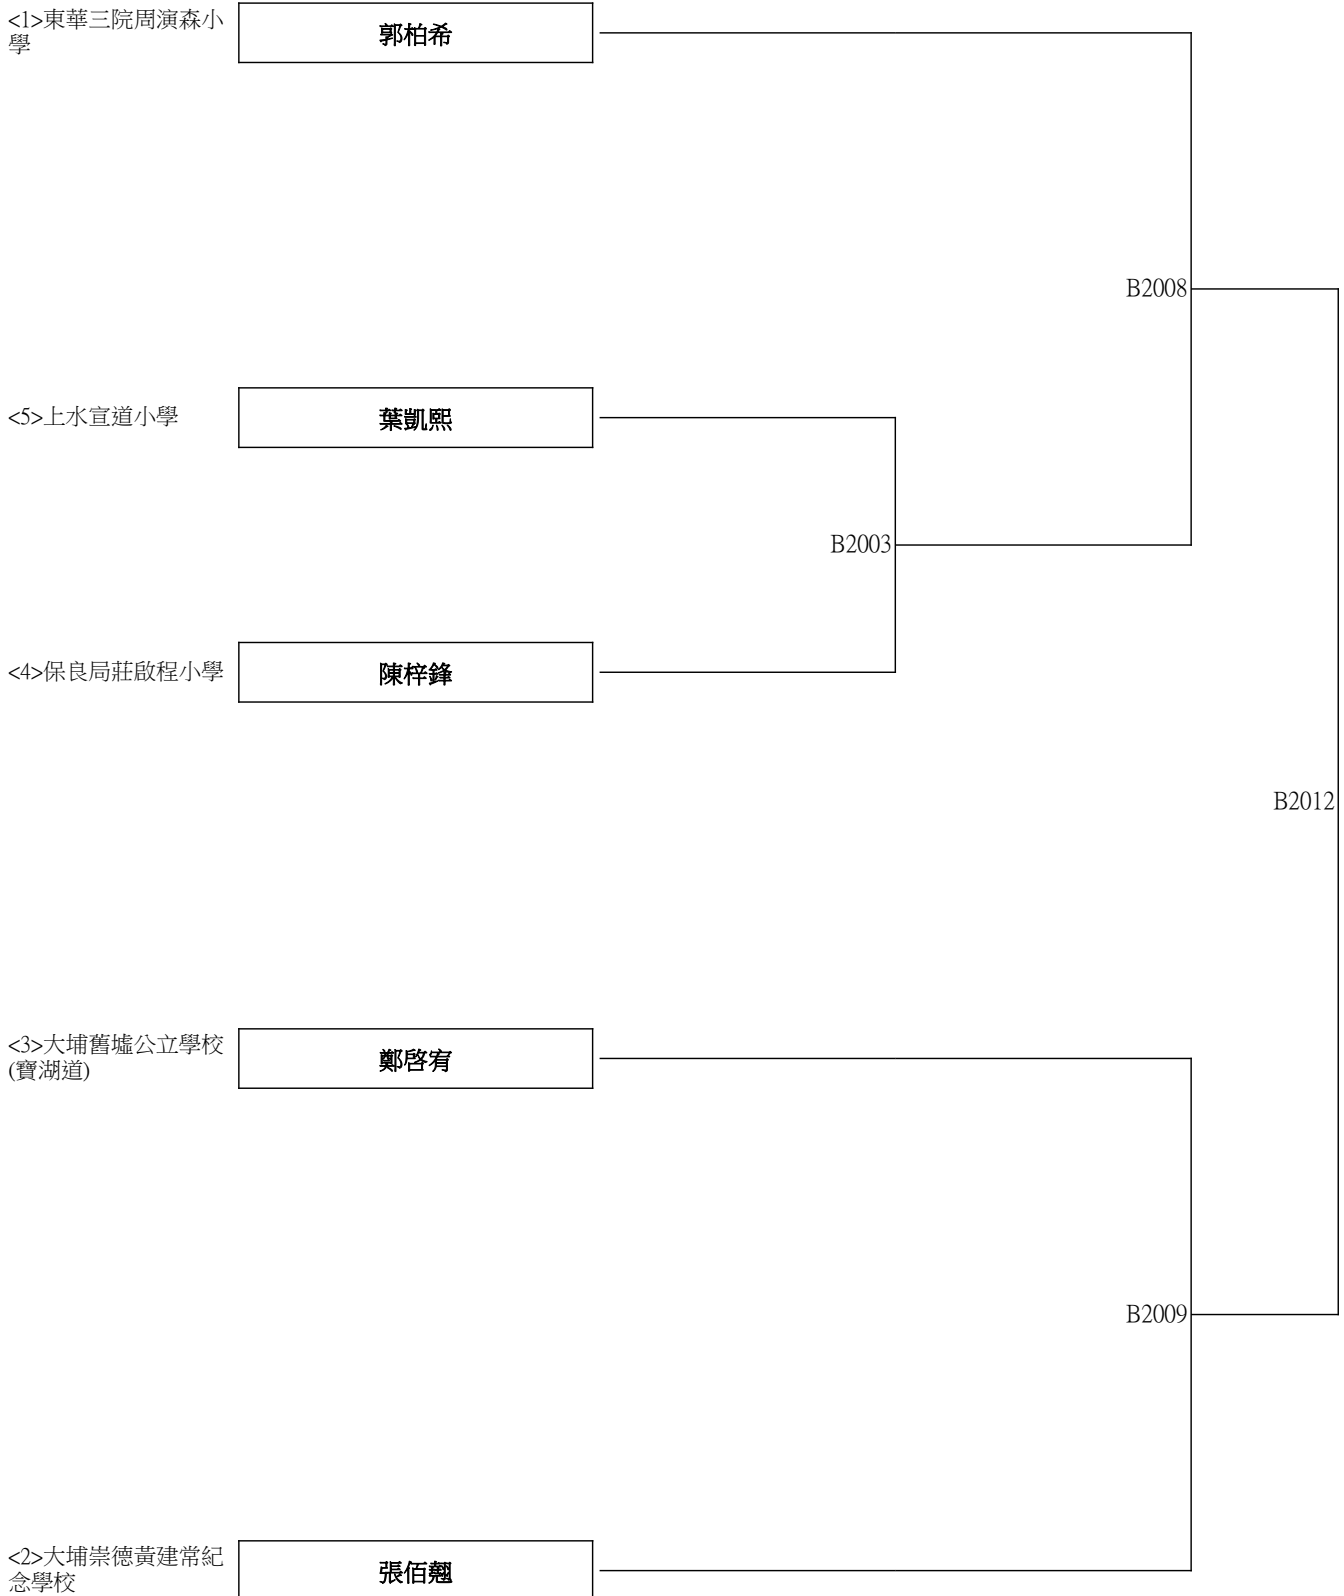 <1>東華三院周演森小
學
郭柏希
B2008
<5>上水宣道小學
葉凱熙
B2003
<4>保良局莊啟程小學
陳梓鋒
B2012
<3>大埔舊墟公立學校
(寶湖道)
鄭啓宥
B2009
<2>大埔崇德黃建常紀
念學校
張佰翹